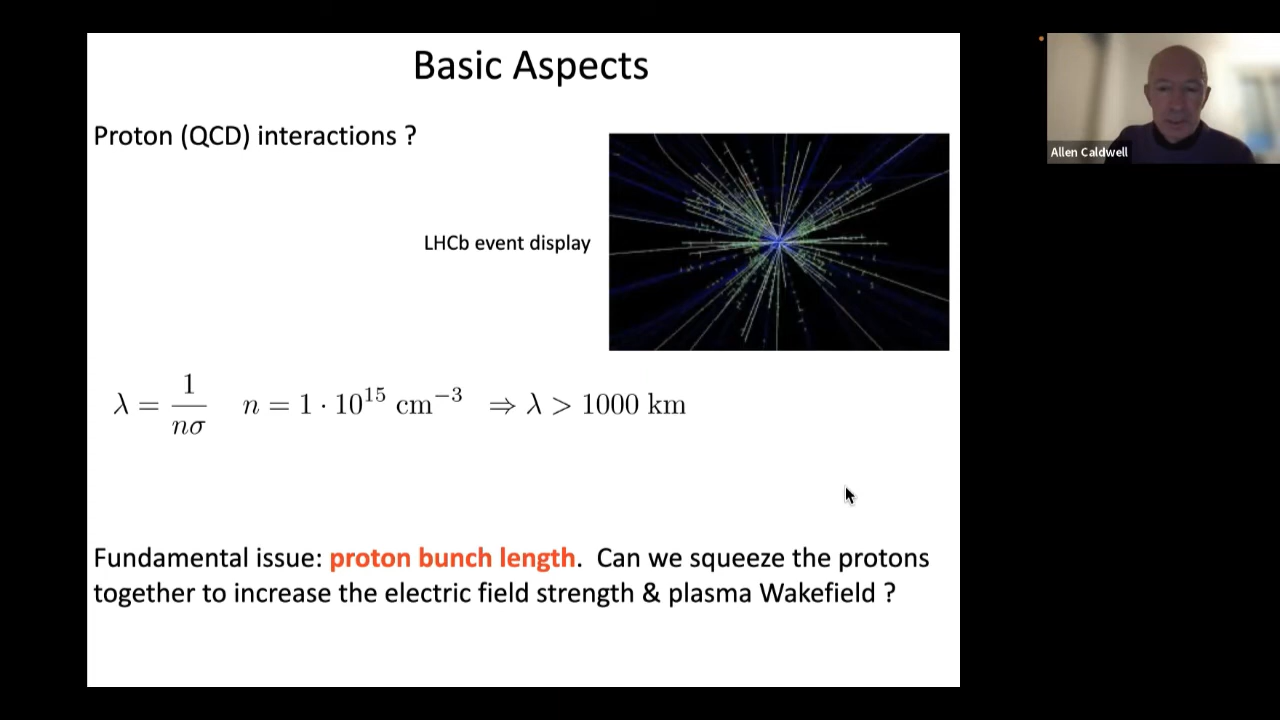 Basic Aspects
Proton (QCD) interactions ?
LHCb event display
λ = 1/(nσ)    n = 1 · 10^15 cm^−3  ⇒ λ > 1000 km
Fundamental issue: proton bunch length.  Can we squeeze the protons
together to increase the electric field strength & plasma Wakefield ?
Allen Caldwell